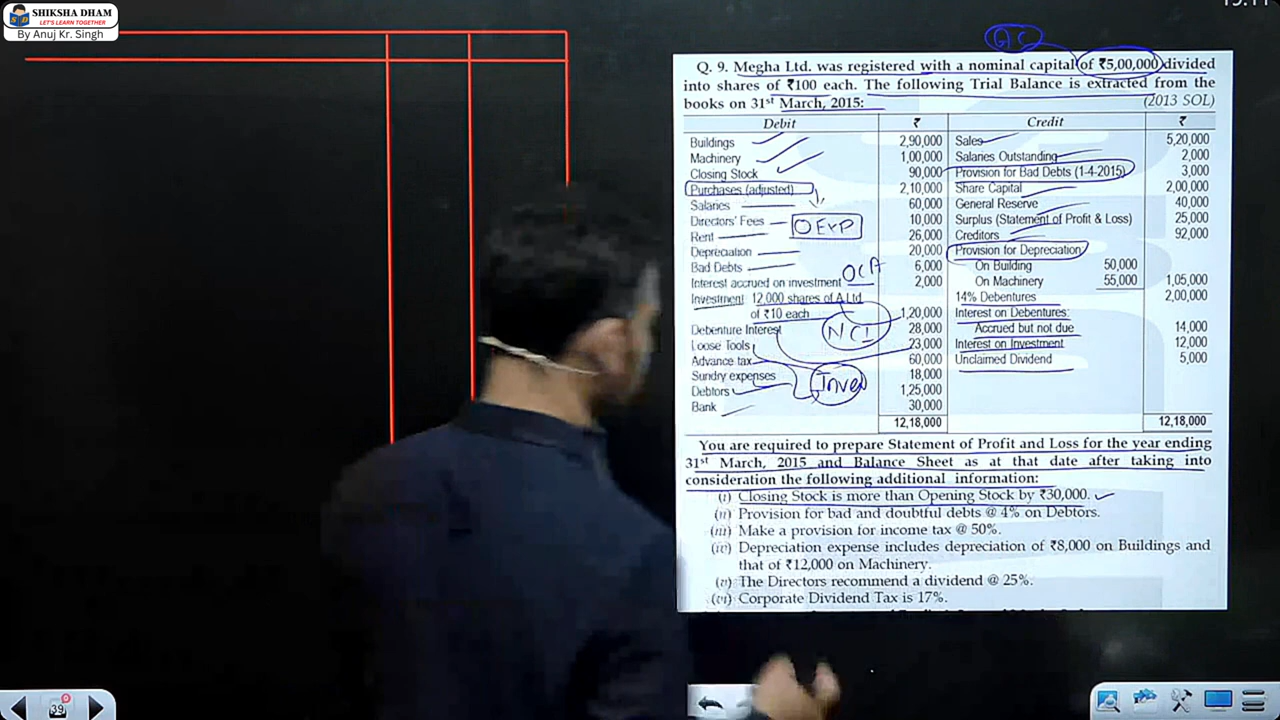 SHIKSHA DHAM
LET'S LEARN TOGETHER
By Anuj Kr. Singh
Q. 9. Megha Ltd. was registered with a nominal capital of ₹5,00,000 divided
into shares of ₹100 each. The following Trial Balance is extracted from the
books on 31st March, 2015: (2013 SOL)
Debit ₹ Credit ₹
Buildings 2,90,000 Sales 5,20,000
Machinery 1,00,000 Salaries Outstanding 2,000
Closing Stock 90,000 Provision for Bad Debts (1-4-2015) 3,000
Purchases (adjusted) 2,10,000 Share Capital 2,00,000
Salaries 60,000 General Reserve 40,000
Directors' Fees 10,000 Surplus (Statement of Profit & Loss) 25,000
OEXP
Rent 26,000 Creditors 92,000
Depreciation 20,000 Provision for Depreciation
Bad Debts 6,000 On Building 50,000
OCA
Interest accrued on investment 2,000 On Machinery 55,000 1,05,000
Investment 12,000 shares of A Ltd 14% Debentures 2,00,000
of ₹10 each 1,20,000 Interest on Debentures:
NCI
Debenture Interest 28,000 Accrued but not due 14,000
Loose Tools 23,000 Interest on Investment 12,000
Advance tax 60,000 Unclaimed Dividend 5,000
Sundry expenses 18,000
Inve
Debtors 1,25,000
Bank 30,000
12,18,000 12,18,000
You are required to prepare Statement of Profit and Loss for the year ending
31st March, 2015 and Balance Sheet as at that date after taking into
consideration the following additional information:
(i) Closing Stock is more than Opening Stock by ₹30,000.
(ii) Provision for bad and doubtful debts @ 4% on Debtors.
(iii) Make a provision for income tax @ 50%.
(iv) Depreciation expense includes depreciation of ₹8,000 on Buildings and
that of ₹12,000 on Machinery.
(v) The Directors recommend a dividend @ 25%.
(vi) Corporate Dividend Tax is 17%.
39